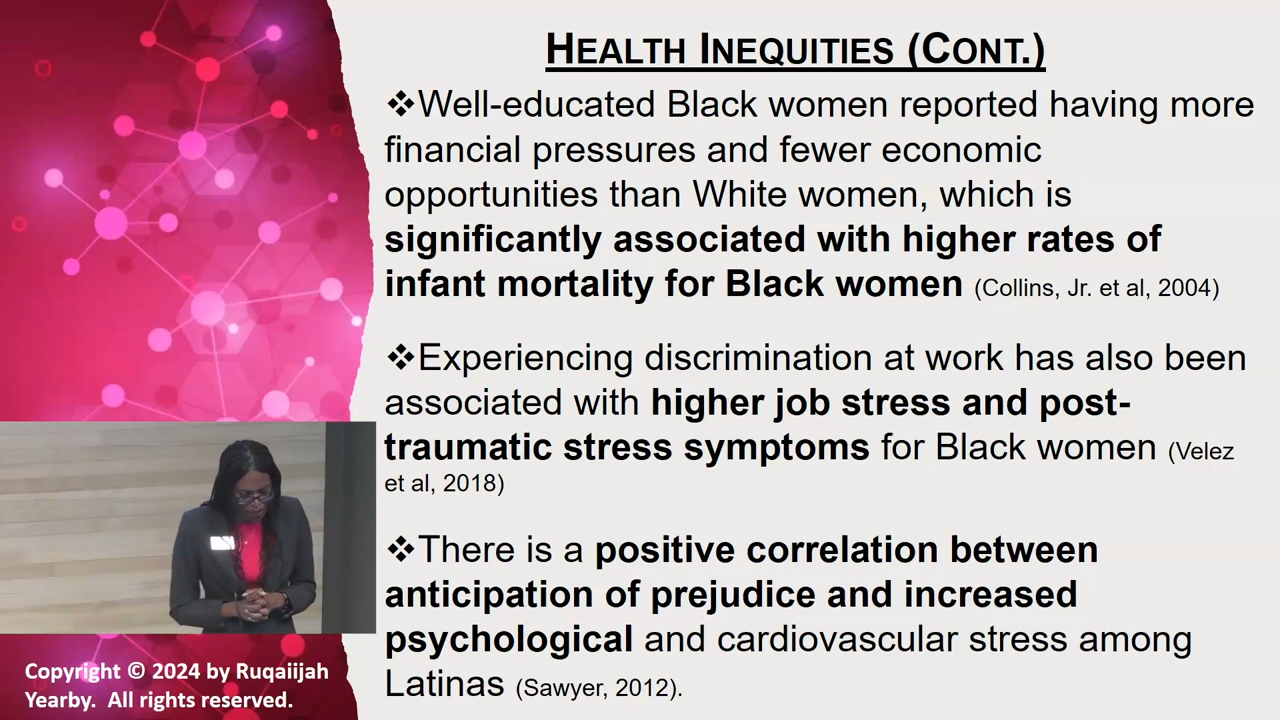 HEALTH INEQUITIES (CONT.)
❖Well-educated Black women reported having more
financial pressures and fewer economic
opportunities than White women, which is
significantly associated with higher rates of
infant mortality for Black women (Collins, Jr. et al, 2004)
❖Experiencing discrimination at work has also been
associated with higher job stress and post-
traumatic stress symptoms for Black women (Velez
et al, 2018)
❖There is a positive correlation between
anticipation of prejudice and increased
psychological and cardiovascular stress among
Latinas (Sawyer, 2012).
Copyright © 2024 by Ruqaiijah
Yearby.  All rights reserved.